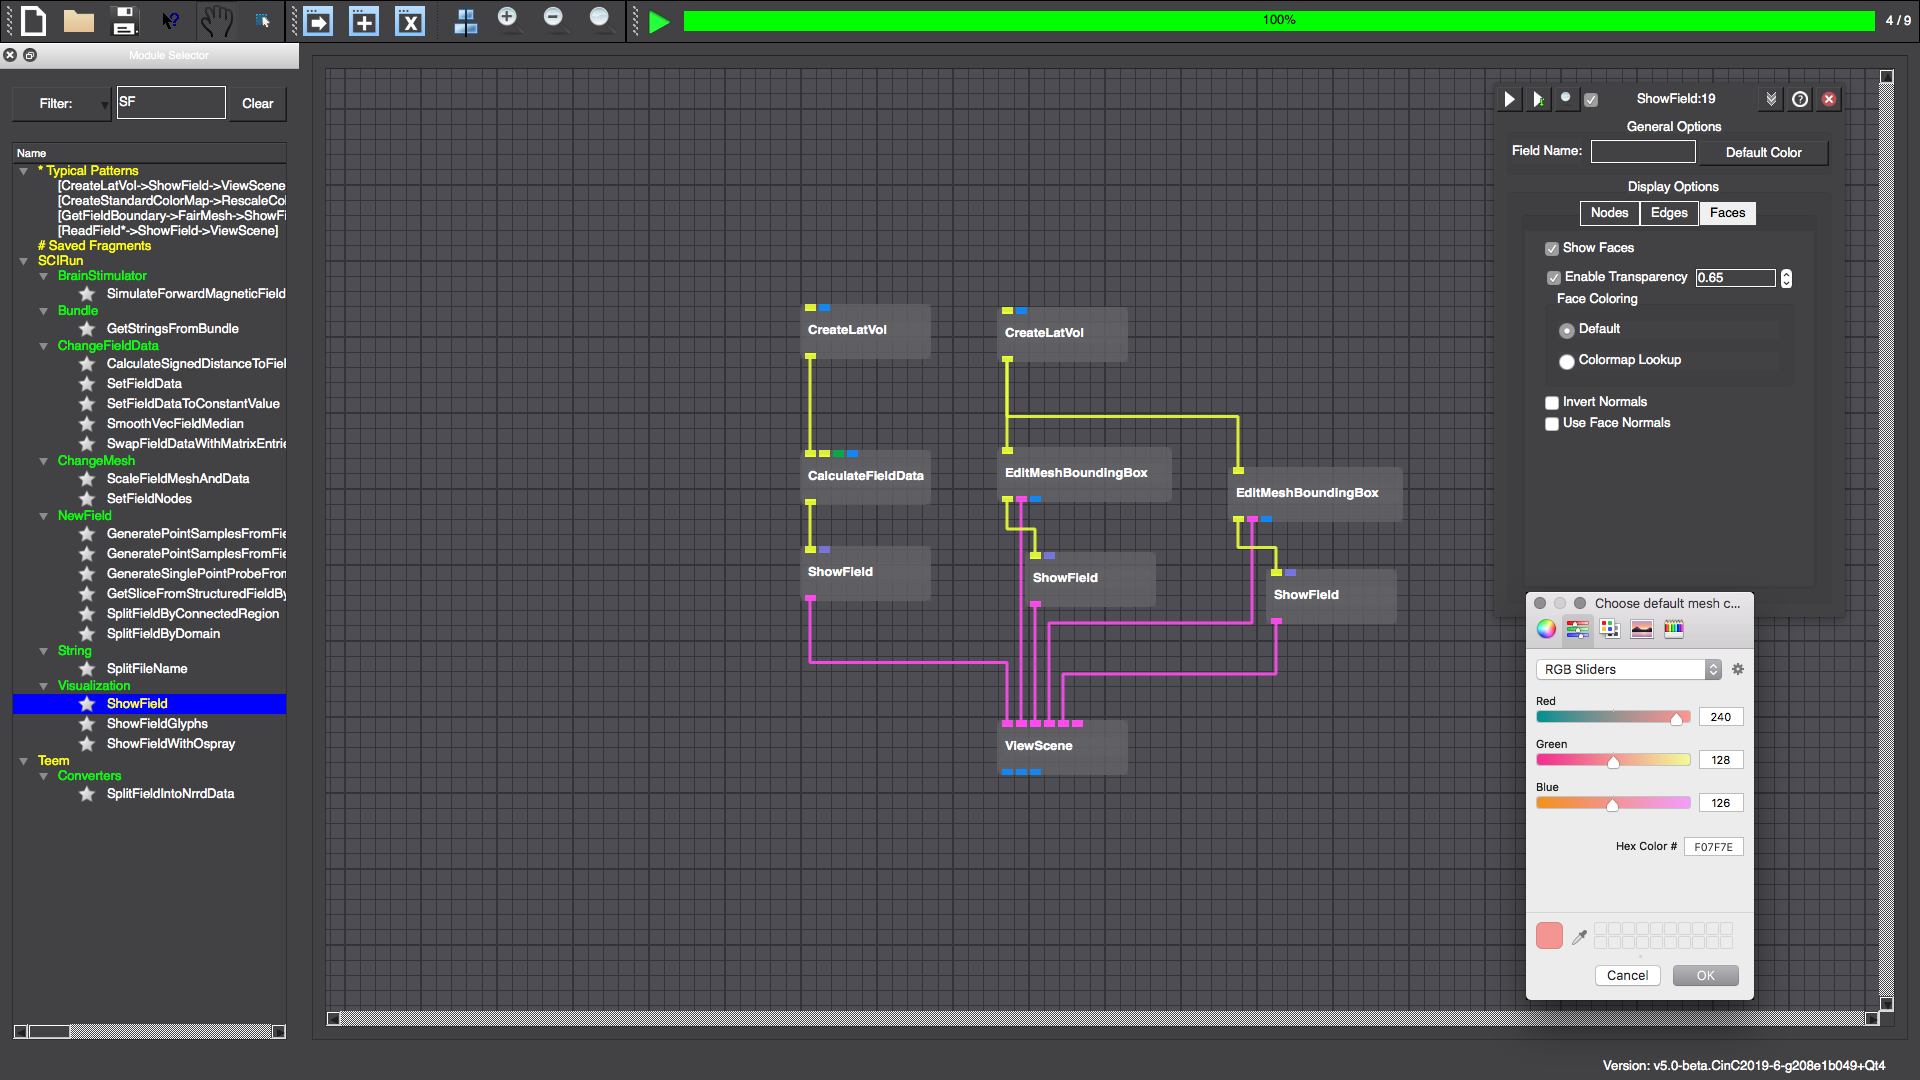 100%
4 / 9
Module Selector
Filter:
SF
Clear
Name
* Typical Patterns
[CreateLatVol->ShowField->ViewScene
[CreateStandardColorMap->RescaleCol
[GetFieldBoundary->FairMesh->ShowFi
[ReadField*->ShowField->ViewScene]
# Saved Fragments
SCIRun
BrainStimulator
SimulateForwardMagneticField
Bundle
GetStringsFromBundle
ChangeFieldData
CalculateSignedDistanceToFiel
SetFieldData
SetFieldDataToConstantValue
SmoothVecFieldMedian
SwapFieldDataWithMatrixEntrie
ChangeMesh
ScaleFieldMeshAndData
SetFieldNodes
NewField
GeneratePointSamplesFromFie
GeneratePointSamplesFromFie
GenerateSinglePointProbeFron
GetSliceFromStructuredFieldBy
SplitFieldByConnectedRegion
SplitFieldByDomain
String
SplitFileName
Visualization
ShowField
ShowFieldGlyphs
ShowFieldWithOspray
Teem
Converters
SplitFieldIntoNrrdData
CreateLatVol
CreateLatVol
CalculateFieldData
EditMeshBoundingBox
EditMeshBoundingBox
ShowField
ShowField
ShowField
ViewScene
ShowField:19
General Options
Field Name:
Default Color
Display Options
Nodes
Edges
Faces
Show Faces
Enable Transparency
0.65
Face Coloring
Default
Colormap Lookup
Invert Normals
Use Face Normals
Choose default mesh c...
RGB Sliders
Red
240
Green
128
Blue
126
Hex Color #
F07F7E
Cancel
OK
Version: v5.0-beta.CinC2019-6-g208e1b049+Qt4